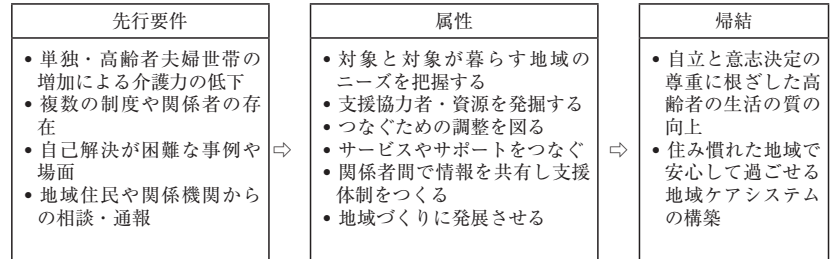 先行要件
• 単独・高齢者夫婦世帯の
増加による介護力の低下
• 複数の制度や関係者の存
在
• 自己解決が困難な事例や
場面
• 地域住民や関係機関から
の相談・通報
⇨
属性
• 対象と対象が暮らす地域の
ニーズを把握する
• 支援協力者・資源を発掘する
• つなぐための調整を図る
• サービスやサポートをつなぐ
• 関係者間で情報を共有し支援
体制をつくる
• 地域づくりに発展させる
⇨
帰結
• 自立と意志決定の
尊重に根ざした高
齢者の生活の質の
向上
• 住み慣れた地域で
安心して過ごせる
地域ケアシステム
の構築